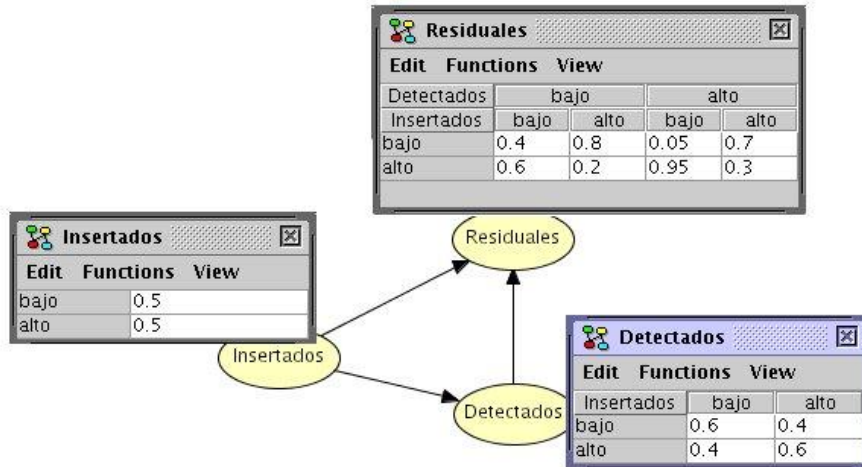 Residuales
Edit Functions View
Detectados bajo alto
Insertados bajo alto bajo alto
bajo 0.4 0.8 0.05 0.7
alto 0.6 0.2 0.95 0.3
Insertados
Edit Functions View
bajo 0.5
alto 0.5
Residuales
Insertados
Detectados
Detectados
Edit Functions View
Insertados bajo alto
bajo 0.6 0.4
alto 0.4 0.6